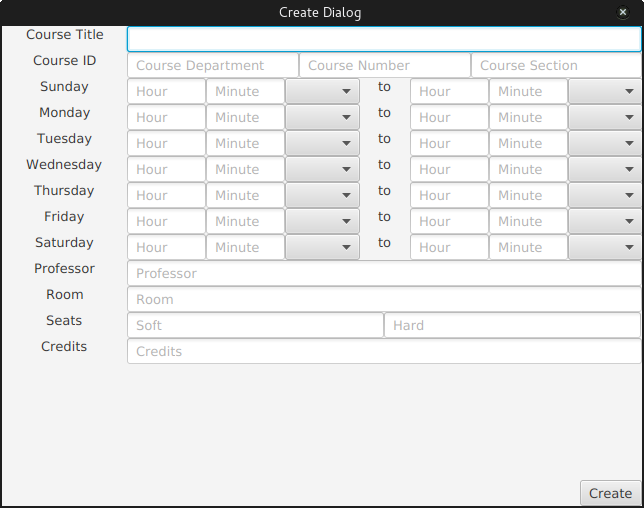 Create Dialog
Course Title
Course ID Course Department Course Number Course Section
Sunday Hour Minute to Hour Minute
Monday Hour Minute to Hour Minute
Tuesday Hour Minute to Hour Minute
Wednesday Hour Minute to Hour Minute
Thursday Hour Minute to Hour Minute
Friday Hour Minute to Hour Minute
Saturday Hour Minute to Hour Minute
Professor Professor
Room Room
Seats Soft Hard
Credits Credits
Create